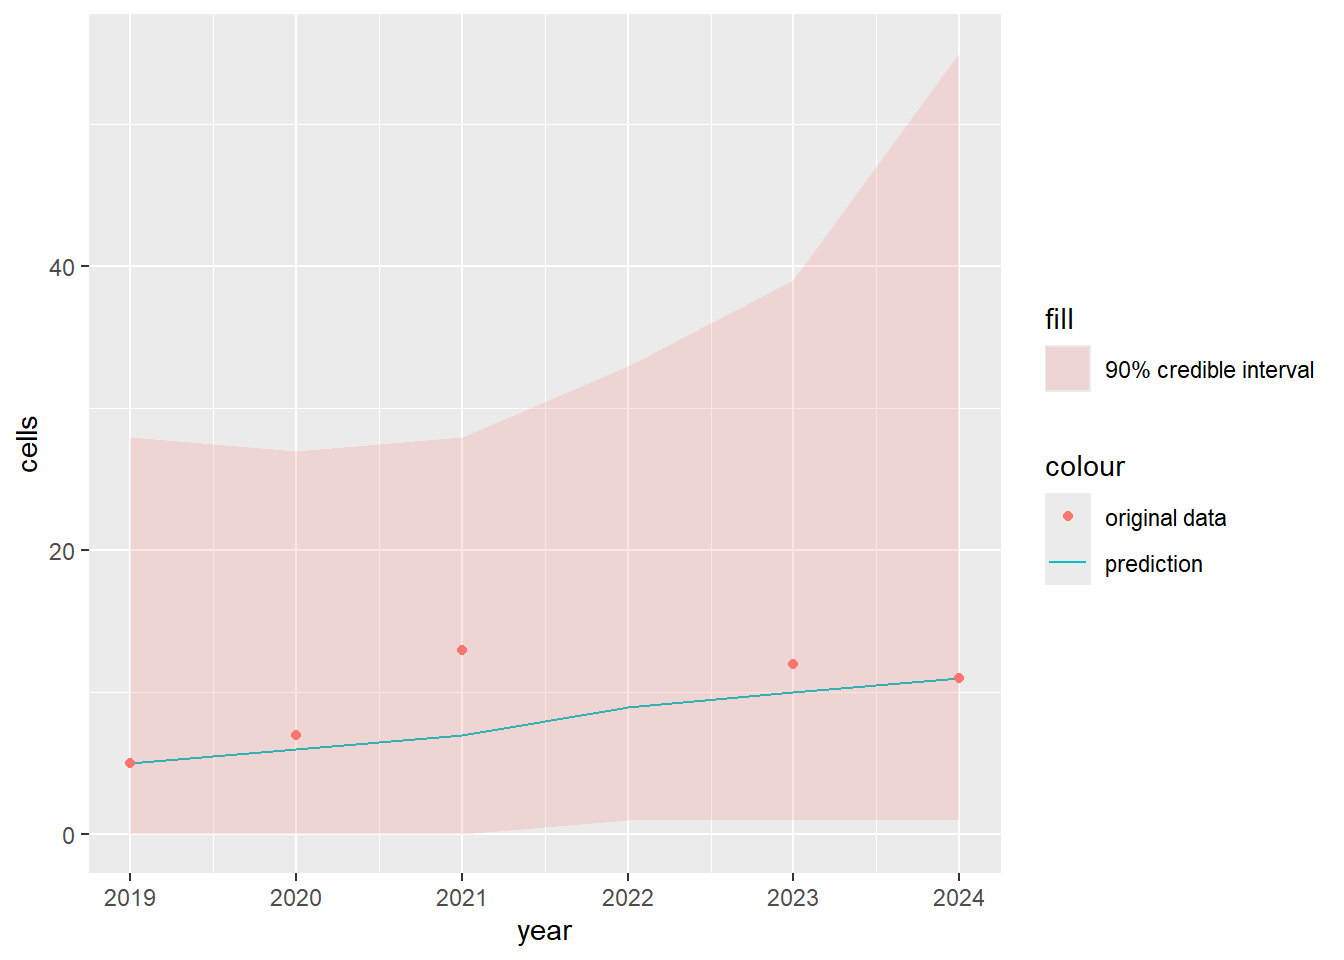 40
20
0
cells
2019 2020 2021 2022 2023 2024
year
fill
90% credible interval
colour
original data
prediction